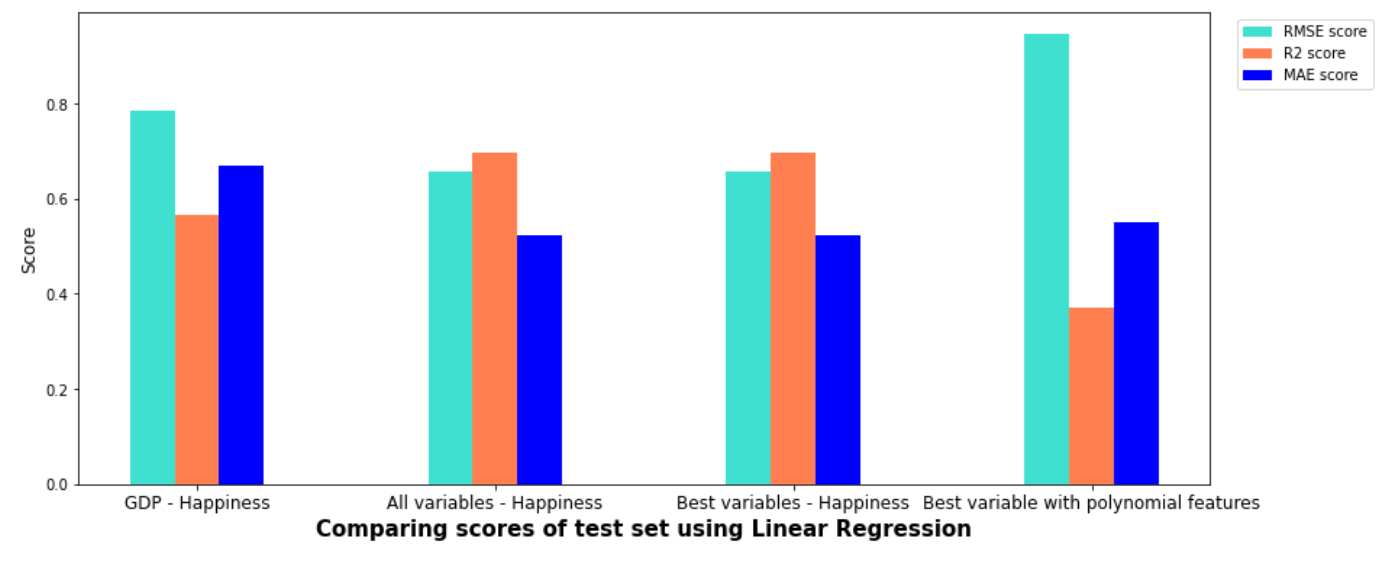 RMSE score
R2 score
MAE score
0.8
0.6
0.4
0.2
0.0
Score
GDP - Happiness
All variables - Happiness
Best variables - Happiness
Best variable with polynomial features
Comparing scores of test set using Linear Regression